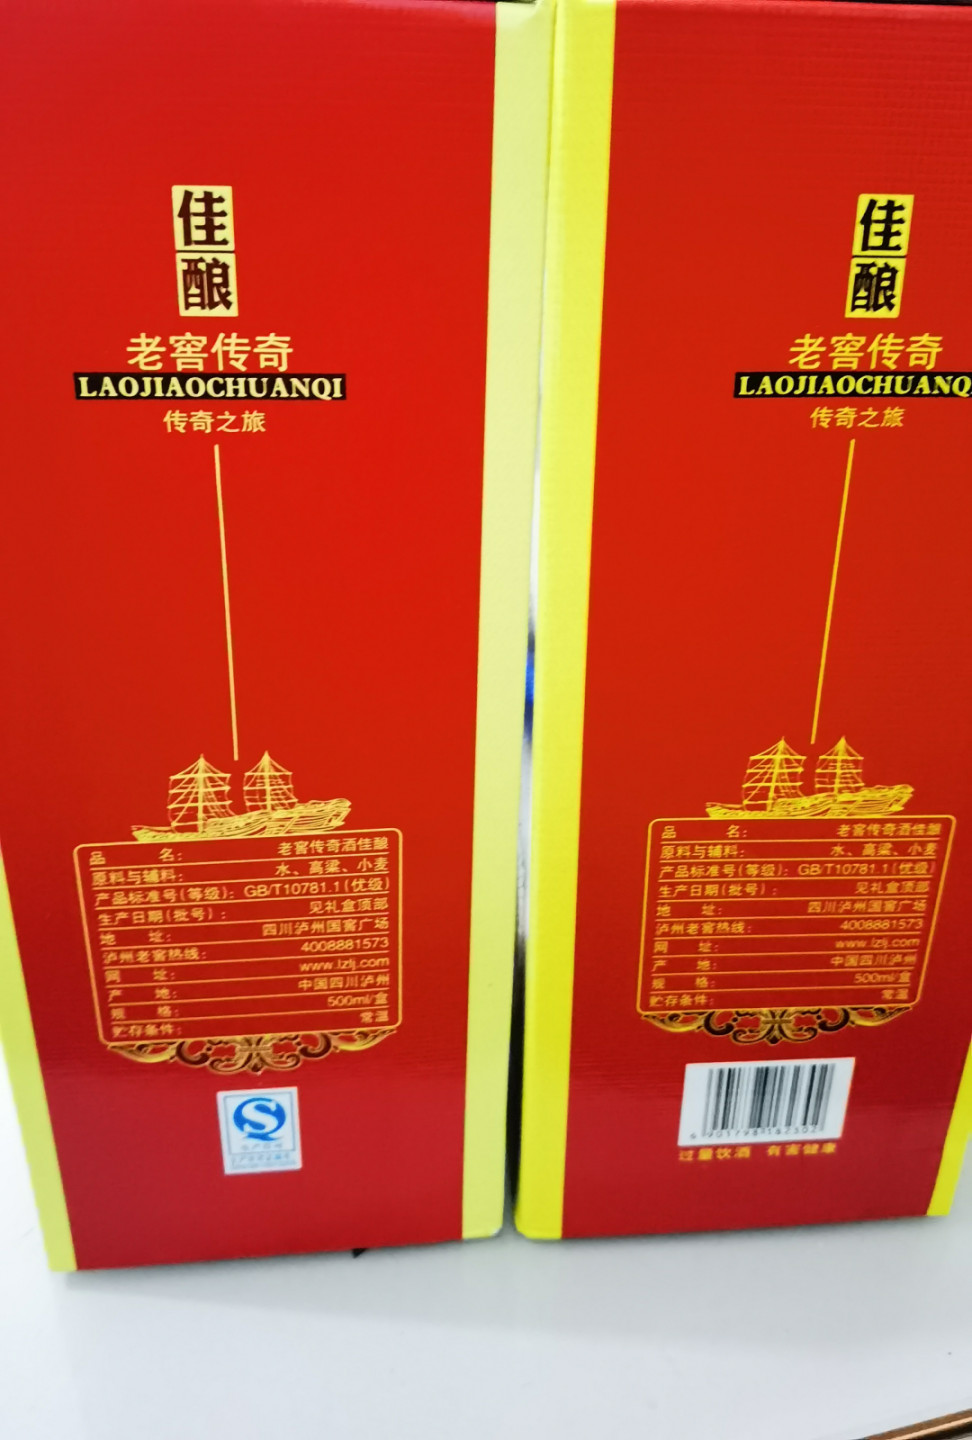 佳
酿
老窖传奇
LAOJIAOCHUANQI
传奇之旅
品 名： 老窖传奇酒佳酿
原料与辅料： 水、高粱、小麦
产品标准号(等级)： GB/T10781.1(优级)
生产日期(批号)： 见礼盒顶部
地 址： 四川泸州国窖广场
泸州老窖热线： 4008881573
网 址： www.lzlj.com
产 地： 中国四川泸州
规 格： 500ml/盒
贮存条件： 常温
佳
酿
老窖传奇
LAOJIAOCHUANQ
传奇之旅
品 名： 老窖传奇酒佳酿
原料与辅料： 水、高粱、小麦
产品标准号(等级)： GB/T10781.1(优级)
生产日期(批号)： 见礼盒顶部
地 址： 四川泸州国窖广场
泸州老窖热线： 4008881573
网 址： www.lzlj.com
产 地： 中国四川泸州
规 格： 500ml/盒
贮存条件： 常温
过量饮酒 有害健康